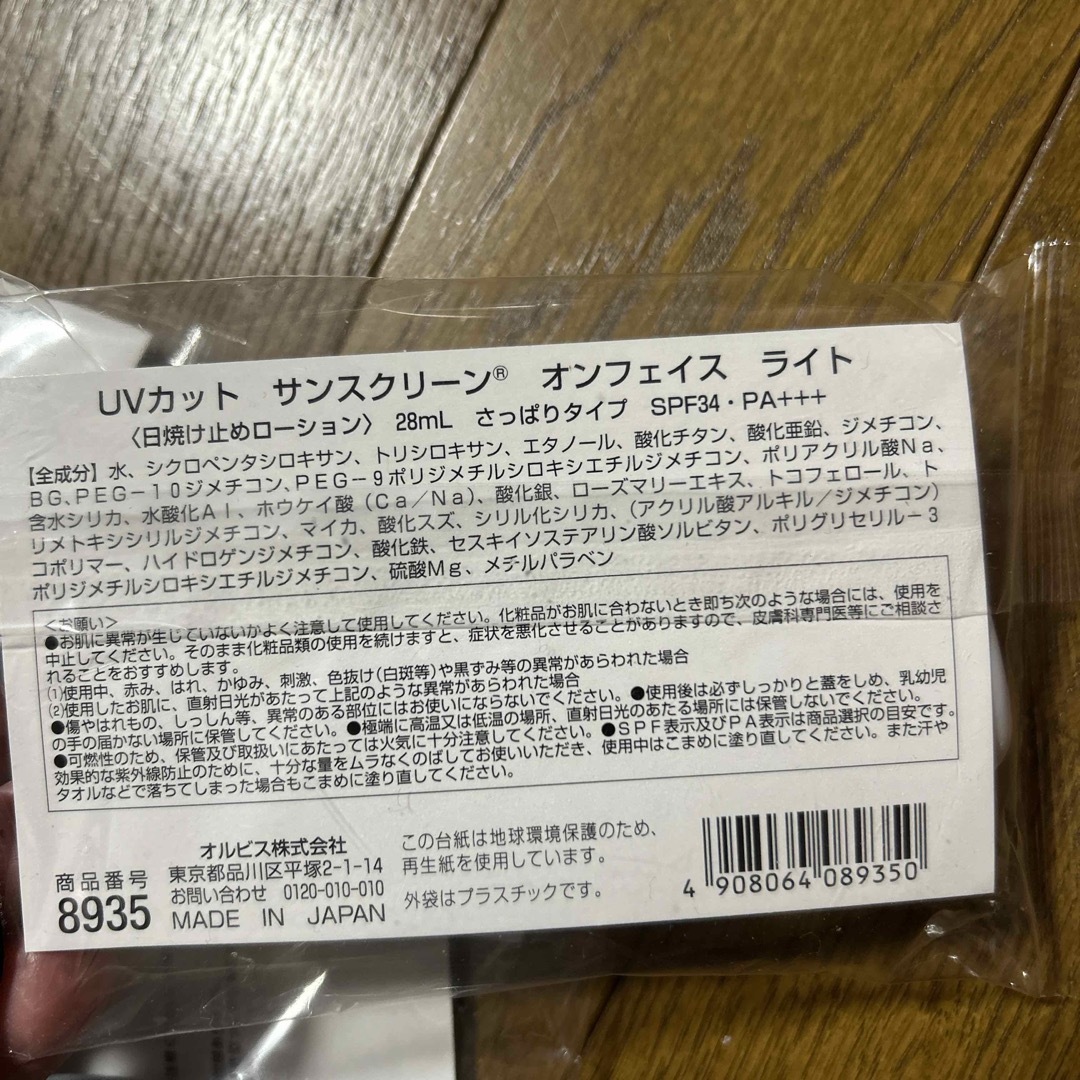 UVカット サンスクリーン® オンフェイス ライト
〈日焼け止めローション〉 28mL さっぱりタイプ SPF34・PA+++
【全成分】水、シクロペンタシロキサン、トリシロキサン、エタノール、酸化チタン、酸化亜鉛、ジメチコン、
BG、PEG－10ジメチコン、PEG－9ポリジメチルシロキシエチルジメチコン、ポリアクリル酸Na、
含水シリカ、水酸化Al、ホウケイ酸（Ca／Na）、酸化銀、ローズマリーエキス、トコフェロール、ト
リメトキシシリルジメチコン、マイカ、酸化スズ、シリル化シリカ、（アクリル酸アルキル／ジメチコン）
コポリマー、ハイドロゲンジメチコン、酸化鉄、セスキイソステアリン酸ソルビタン、ポリグリセリル－3
ポリジメチルシロキシエチルジメチコン、硫酸Mg、メチルパラベン
<お願い>
●お肌に異常が生じていないかよく注意して使用してください。化粧品がお肌に合わないとき即ち次のような場合には、使用を
中止してください。そのまま化粧品類の使用を続けますと、症状を悪化させることがありますので、皮膚科専門医等にご相談さ
れることをおすすめします。
(1)使用中、赤み、はれ、かゆみ、刺激、色抜け(白斑等)や黒ずみ等の異常があらわれた場合
(2)使用したお肌に、直射日光があたって上記のような異常があらわれた場合
●傷やはれもの、しっしん等、異常のある部位にはお使いにならないでください。●使用後は必ずしっかりと蓋をしめ、乳幼児
の手の届かない場所に保管してください。●極端に高温又は低温の場所、直射日光のあたる場所には保管しないでください。
●可燃性のため、保管及び取扱いにあたっては火気に十分注意してください。●SPF表示及びPA表示は商品選択の目安です。
効果的な紫外線防止のために、十分な量をムラなくのばしてお使いいただき、使用中はこまめに塗り直してください。また汗や
タオルなどで落ちてしまった場合もこまめに塗り直してください。
商品番号
8935
オルビス株式会社
東京都品川区平塚2-1-14
お問い合わせ 0120-010-010
MADE IN JAPAN
この台紙は地球環境保護のため、
再生紙を使用しています。
外袋はプラスチックです。
4 908064 089350